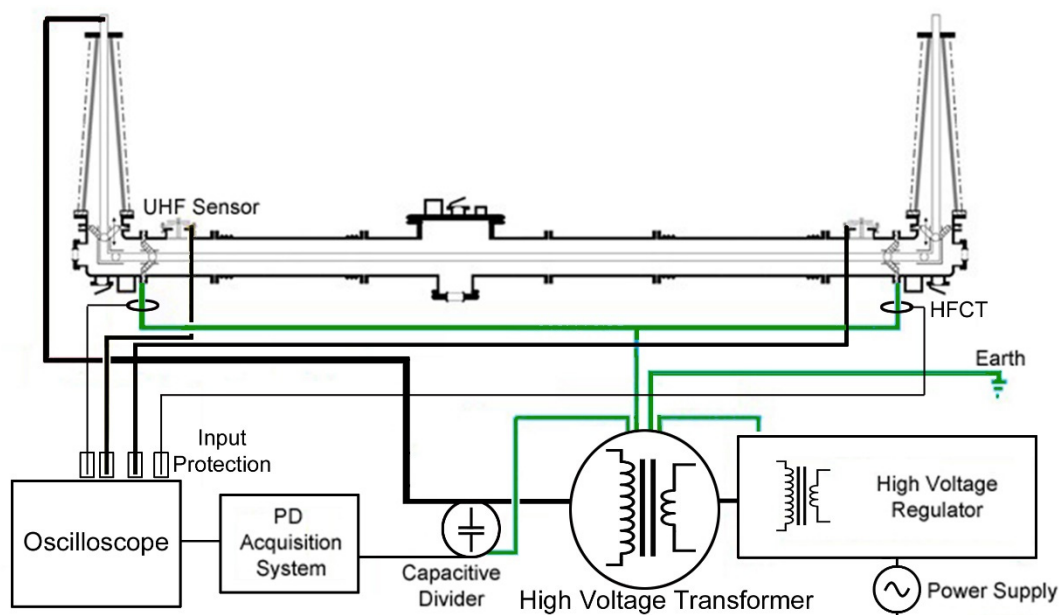 UHF Sensor
HFCT
Earth
Input
Protection
Oscilloscope
PD
Acquisition
System
Capacitive
Divider
High Voltage Transformer
High Voltage
Regulator
Power Supply